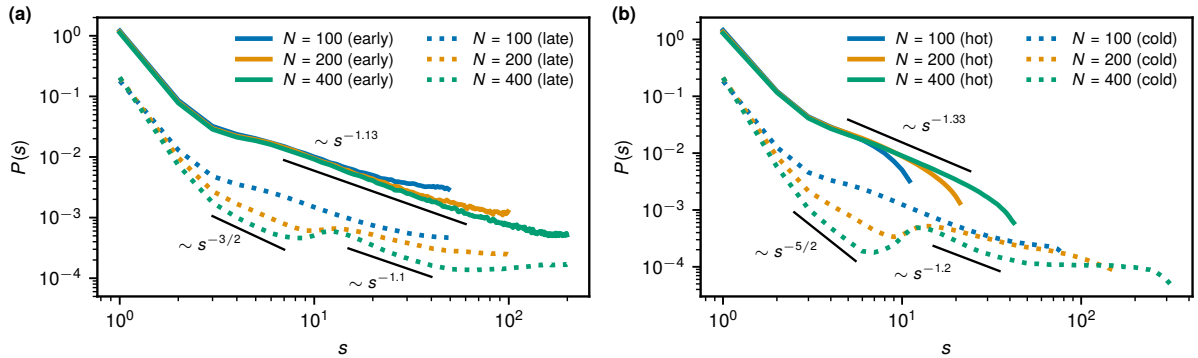 (a)
N = 100 (early)
N = 200 (early)
N = 400 (early)
N = 100 (late)
N = 200 (late)
N = 400 (late)
∼ s^{−1.13}
∼ s^{−3/2}
∼ s^{−1.1}
P(s)
10^0
10^{−1}
10^{−2}
10^{−3}
10^{−4}
10^0
10^1
10^2
s
(b)
N = 100 (hot)
N = 200 (hot)
N = 400 (hot)
N = 100 (cold)
N = 200 (cold)
N = 400 (cold)
∼ s^{−1.33}
∼ s^{−5/2}
∼ s^{−1.2}
P(s)
10^0
10^{−1}
10^{−2}
10^{−3}
10^{−4}
10^0
10^1
10^2
s